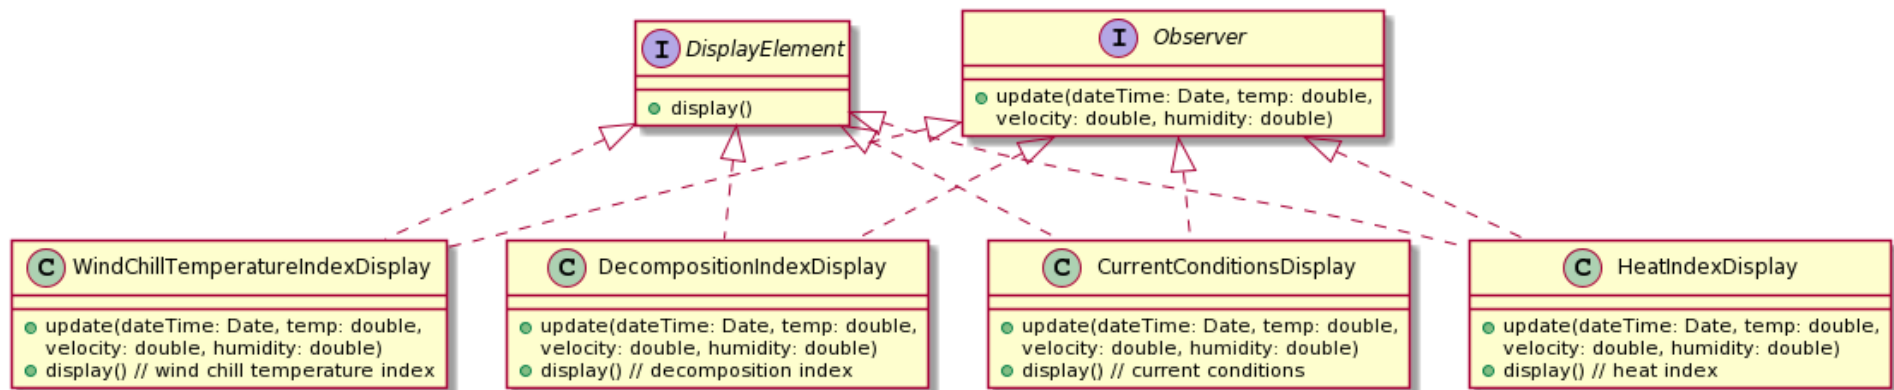 I DisplayElement
display()
I Observer
update(dateTime: Date, temp: double,
velocity: double, humidity: double)
C WindChillTemperatureIndexDisplay
update(dateTime: Date, temp: double,
velocity: double, humidity: double)
display() // wind chill temperature index
C DecompositionIndexDisplay
update(dateTime: Date, temp: double,
velocity: double, humidity: double)
display() // decomposition index
C CurrentConditionsDisplay
update(dateTime: Date, temp: double,
velocity: double, humidity: double)
display() // current conditions
C HeatIndexDisplay
update(dateTime: Date, temp: double,
velocity: double, humidity: double)
display() // heat index